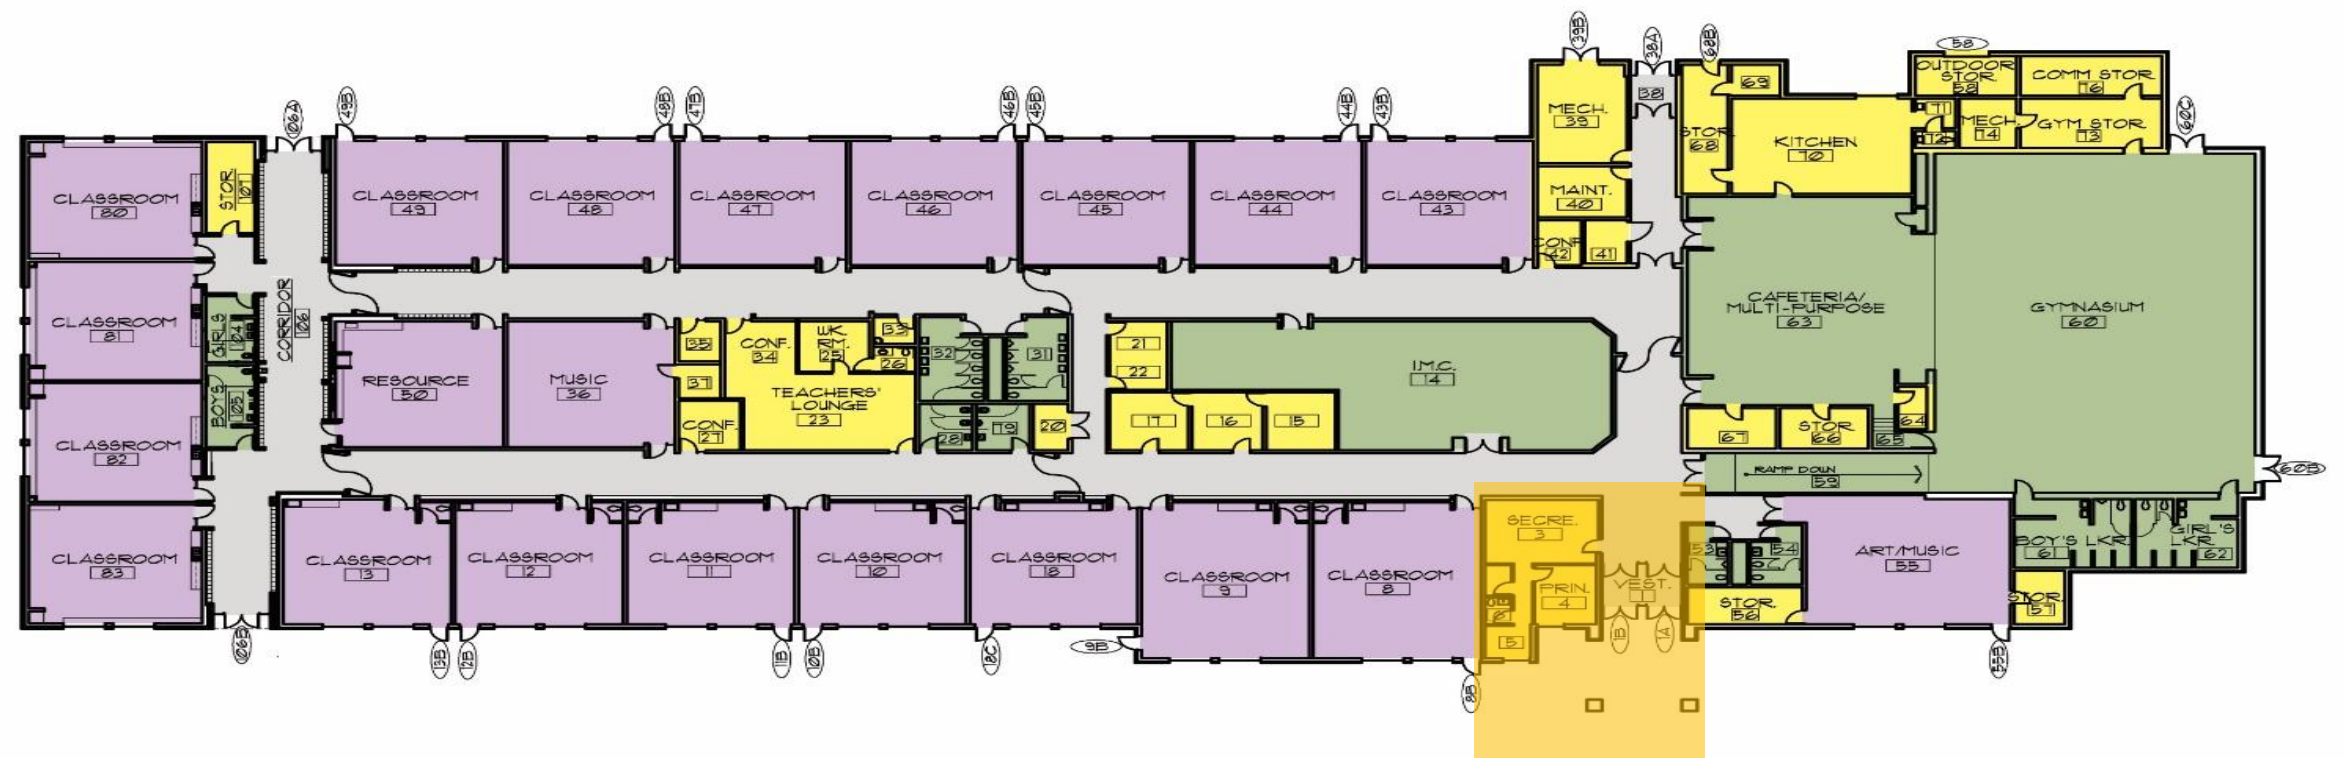 39B
38A
68B
58
OUTDOOR
STOR.
58
COMM STOR.
76
69
38
MECH.
39
STOR.
68
KITCHEN
70
71
72
MECH
74
GYM STOR.
73
60C
106A
49B
48B
47B
46B
45B
44B
43B
CLASSROOM
80
STOR.
107
CLASSROOM
49
CLASSROOM
48
CLASSROOM
47
CLASSROOM
46
CLASSROOM
45
CLASSROOM
44
CLASSROOM
43
MAINT.
40
CONF
42
41
CLASSROOM
81
GIRLS
104
CORRIDOR
106
CAFETERIA/
MULTI-PURPOSE
63
GYMNASIUM
60
BOYS
105
RESOURCE
50
MUSIC
36
35
37
CONF.
27
CONF.
34
WK.
RM.
25
33
26
TEACHERS'
LOUNGE
23
32
31
28
19
20
21
22
17
16
15
I.M.C.
14
67
STOR.
66
65
64
CLASSROOM
82
RAMP DOWN
59
60B
CLASSROOM
83
CLASSROOM
13
CLASSROOM
12
CLASSROOM
11
CLASSROOM
10
CLASSROOM
18
CLASSROOM
9
CLASSROOM
8
SECRE.
3
PRIN.
4
6
5
VEST.
1
53
54
STOR.
56
ART/MUSIC
55
BOY'S LKR.
61
GIRL'S
LKR.
62
STOR.
57
106B
13B
12B
11B
10B
18C
9B
8B
1B
1A
55B